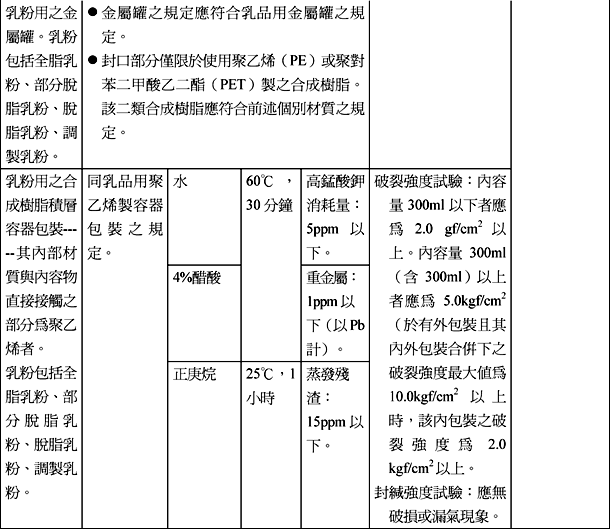 乳粉用之金
屬罐。乳粉
包括全脂乳
粉、部分脫
脂乳粉、脫
脂乳粉、調
製乳粉。
●金屬罐之規定應符合乳品用金屬罐之規
定。
●封口部分僅限於使用聚乙烯（PE）或聚對
苯二甲酸乙二酯（PET）製之合成樹脂。
該二類合成樹脂應符合前述個別材質之規
定。
乳粉用之合
成樹脂積層
容器包裝---
--其內部材
質與內容物
直接接觸之
部分爲聚乙
烯者。
乳粉包括全
脂乳粉、部
分脫脂乳
粉、脫脂乳
粉、調製乳
粉。
同乳品用聚
乙烯製容器
包裝之規
定。
水
60℃，
30分鐘
高錳酸鉀
消耗量：
5ppm 以
下。
4%醋酸
重金屬：
1ppm以
下（以Pb
計）。
正庚烷
25℃，1
小時
蒸發殘
渣：
15ppm以
下。
破裂強度試驗：內容
量300ml以下者應
爲 2.0 gf/cm² 以
上。內容量 300ml
（含 300ml）以上
者應爲 5.0kgf/cm²
（於有外包裝且其
內外包裝合併下之
破裂強度最大値爲
10.0kgf/cm² 以上
時，該內包裝之破
裂強度爲 2.0
kgf/cm²以上。
封緘強度試驗：應無
破損或漏氣現象。